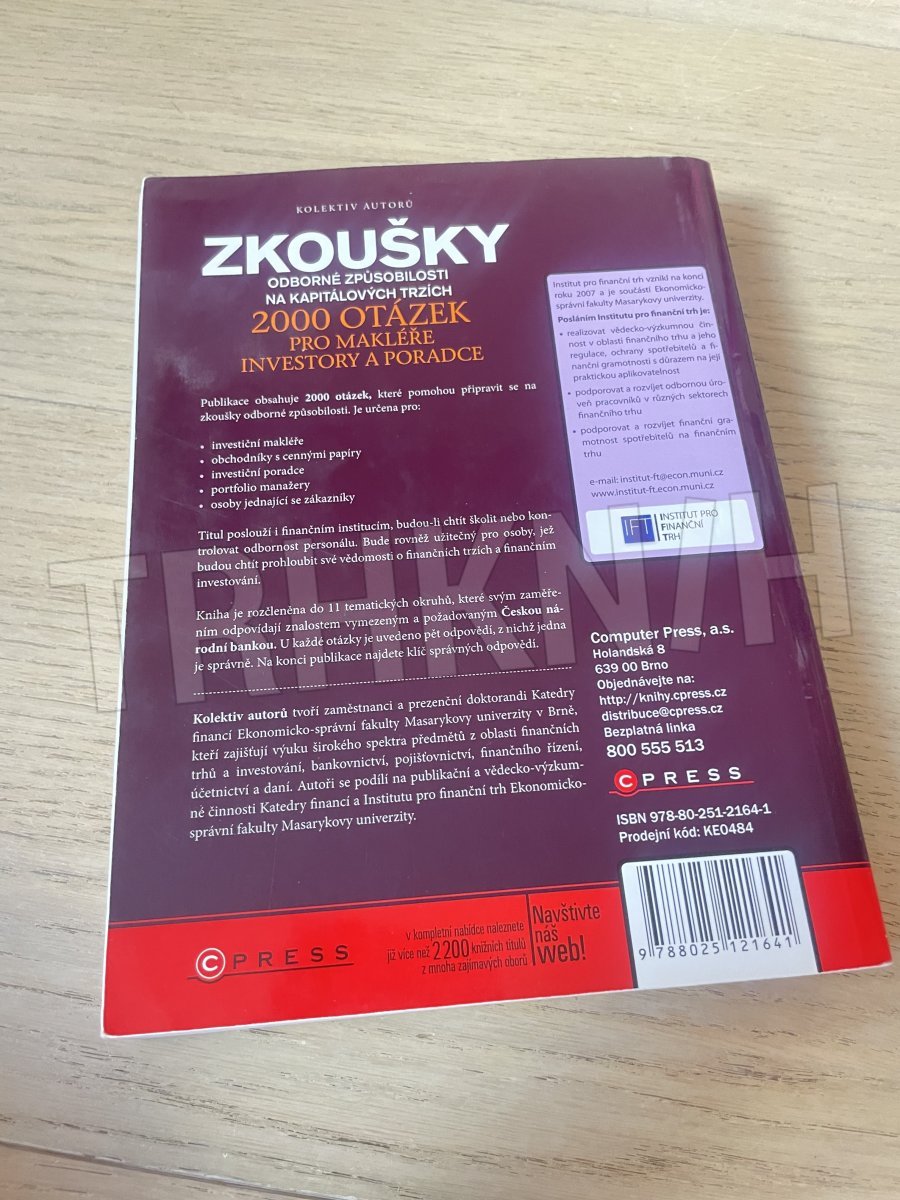 KOLEKTIV AUTORŮ
ZKOUŠKY
ODBORNÉ ZPŮSOBILOSTI
NA KAPITÁLOVÝCH TRZÍCH
2000 OTÁZEK
PRO MAKLÉŘE
INVESTORY A PORADCE
Publikace obsahuje 2000 otázek, které pomohou připravit se na
zkoušky odborné způsobilosti. Je určena pro:
• investiční makléře
• obchodníky s cennými papíry
• investiční poradce
• portfolio manažery
• osoby jednající se zákazníky
Titul poslouží i finančním institucím, budou-li chtít školit nebo kon-
trolovat odbornost personálu. Bude rovněž užitečný pro osoby, jež
budou chtít prohloubit své vědomosti o finančních trzích a finančním
investování.
Kniha je rozčleněna do 11 tematických okruhů, které svým zaměře-
ním odpovídají znalostem vymezeným a požadovaným Českou ná-
rodní bankou. U každé otázky je uvedeno pět odpovědí, z nichž jedna
je správně. Na konci publikace najdete klíč správných odpovědí.
Kolektiv autorů tvoří zaměstnanci a prezenční doktorandi Katedry
financí Ekonomicko-správní fakulty Masarykovy univerzity v Brně,
kteří zajišťují výuku širokého spektra předmětů z oblasti finančních
trhů a investování, bankovnictví, pojišťovnictví, finančního řízení,
účetnictví a daní. Autoři se podílí na publikační a vědecko-výzkum-
né činnosti Katedry financí a Institutu pro finanční trh Ekonomicko-
správní fakulty Masarykovy univerzity.
Institut pro finanční trh vznikl na konci
roku 2007 a je součástí Ekonomicko-
správní fakulty Masarykovy univerzity.
Posláním Institutu pro finanční trh je:
• realizovat vědecko-výzkumnou čin-
nost v oblasti finančního trhu a jeho
regulace, ochrany spotřebitelů a fi-
nanční gramotnosti s důrazem na její
praktickou aplikovatelnost
• podporovat a rozvíjet odbornou úro-
veň pracovníků v různých sektorech
finančního trhu
• podporovat a rozvíjet finanční gra-
motnost spotřebitelů na finančním
trhu
e-mail: institut-ft@econ.muni.cz
www.institut-ft.econ.muni.cz
IFT
INSTITUT PRO
FINANČNÍ
TRH
Computer Press, a.s.
Holandská 8
639 00 Brno
Objednávejte na:
http://knihy.cpress.cz
distribuce@cpress.cz
Bezplatná linka
800 555 513
CPRESS
ISBN 978-80-251-2164-1
Prodejní kód: KE0484
CPRESS
v kompletní nabídce naleznete
již více než 2200 knižních titulů
z mnoha zajímavých oborů
Navštivte
náš
web!
9 788025 121641